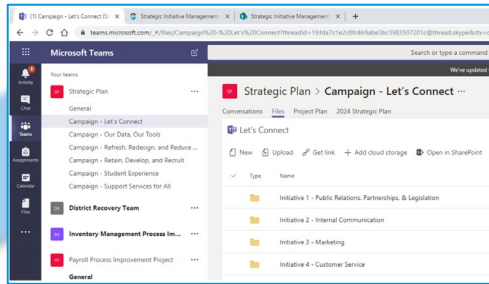 (1) Campaign - Let's Connect Di
Strategic Initiative Management
Strategic Initiative Management
teams.microsoft.com/_#/files/Campaign%20-%20Let's%20Connect?threadId=19:fda7c1e2c6fc4b9abe3bc3983507201c@thread.skype&ctx=c
Microsoft Teams
Search or type a command
We've updated
Activity
Chat
Teams
Assignments
Calendar
Files
Your teams
Strategic Plan
General
Campaign - Let's Connect
Campaign - Our Data, Our Tools
Campaign - Refresh, Redesign, and Reduce ...
Campaign - Retain, Develop, and Recruit
Campaign - Student Experience
Campaign - Support Services for All
District Recovery Team
Inventory Management Process Im...
Payroll Process Improvement Project
General
SP Strategic Plan > Campaign - Let's Connect ...
Conversations Files Project Plan 2024 Strategic Plan
Let's Connect
New Upload Get link + Add cloud storage Open in SharePoint
Type Name
Initiative 1 - Public Relations, Partnerships, & Legislation
Initiative 2 - Internal Communication
Initiative 3 - Marketing
Initiative 4 - Customer Service